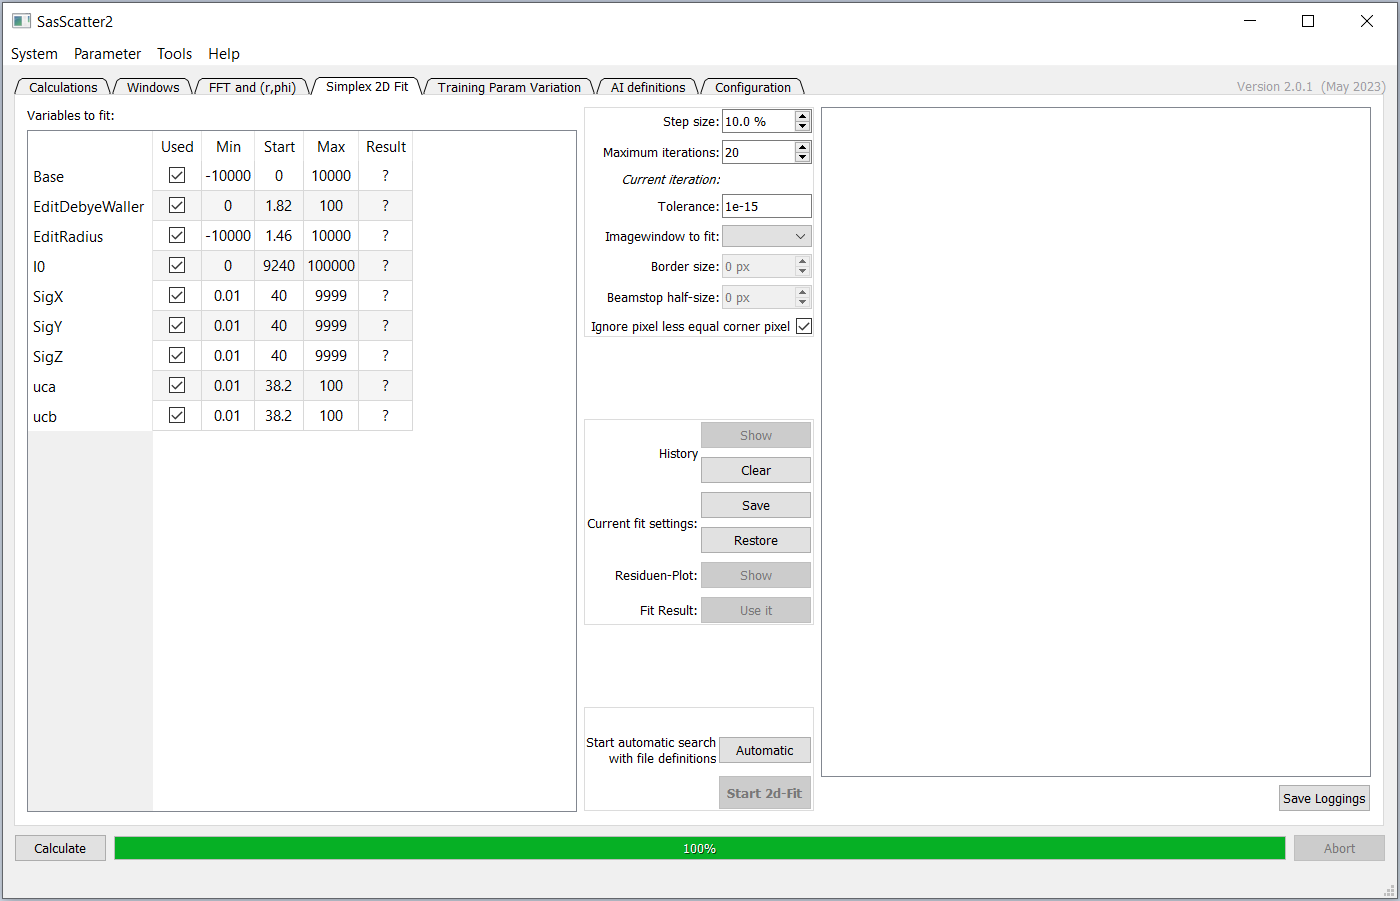 SasScatter2
System Parameter Tools Help
Calculations Windows FFT and (r,phi) Simplex 2D Fit Training Param Variation AI definitions Configuration Version 2.0.1 (May 2023)
Variables to fit:
Used Min Start Max Result
Base -10000 0 10000 ?
EditDebyeWaller 0 1.82 100 ?
EditRadius -10000 1.46 10000 ?
I0 0 9240 100000 ?
SigX 0.01 40 9999 ?
SigY 0.01 40 9999 ?
SigZ 0.01 40 9999 ?
uca 0.01 38.2 100 ?
ucb 0.01 38.2 100 ?
Step size: 10.0 %
Maximum iterations: 20
Current iteration:
Tolerance: 1e-15
Imagewindow to fit:
Border size: 0 px
Beamstop half-size: 0 px
Ignore pixel less equal corner pixel
History
Show
Clear
Current fit settings:
Save
Restore
Residuen-Plot: Show
Fit Result: Use it
Start automatic search
with file definitions
Automatic
Start 2d-Fit
Save Loggings
Calculate 100% Abort